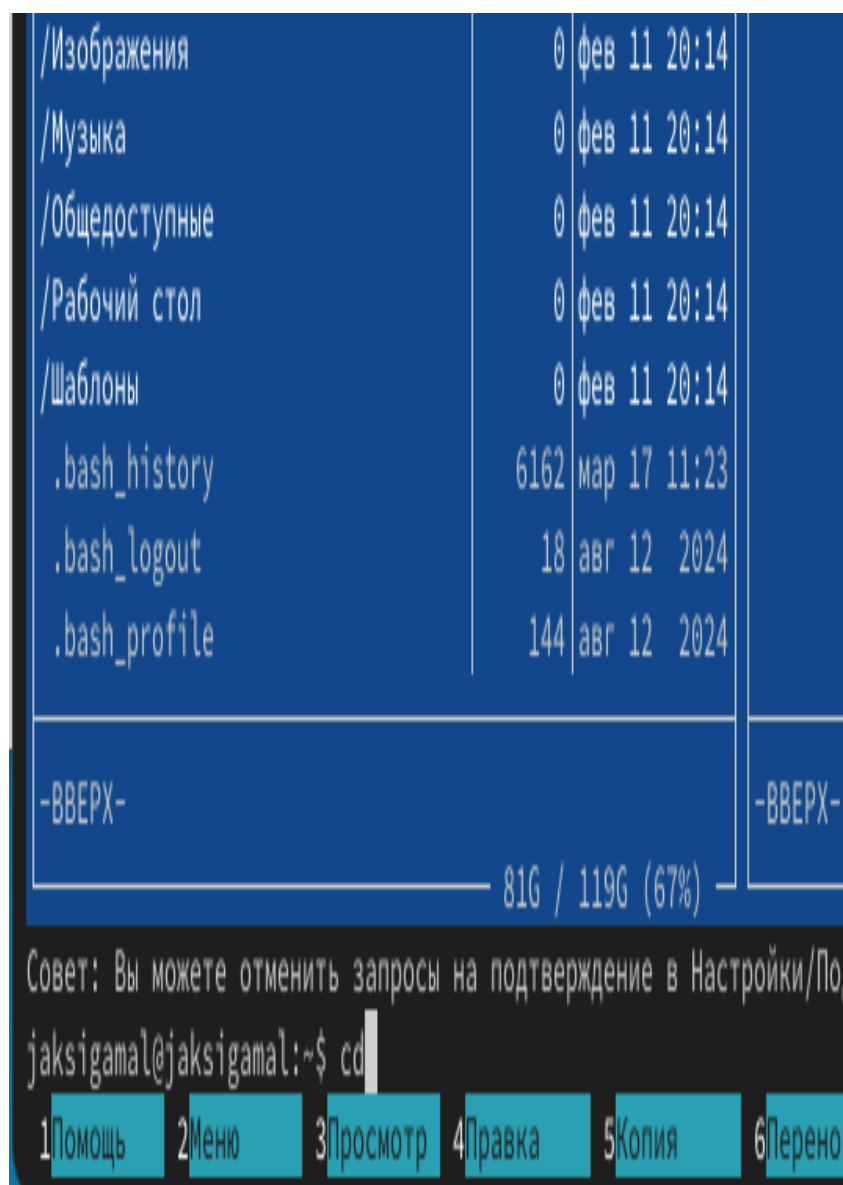 /Изображения 0 фев 11 20:14
/Музыка 0 фев 11 20:14
/Общедоступные 0 фев 11 20:14
/Рабочий стол 0 фев 11 20:14
/Шаблоны 0 фев 11 20:14
.bash_history 6162 мар 17 11:23
.bash_logout 18 авг 12 2024
.bash_profile 144 авг 12 2024
-ВВЕРХ- -ВВЕРХ-
81G / 119G (67%)
Совет: Вы можете отменить запросы на подтверждение в Настройки/По
jaksigamal@jaksigamal:~$ cd
1Помощь 2Меню 3Просмотр 4Правка 5Копия 6Перено